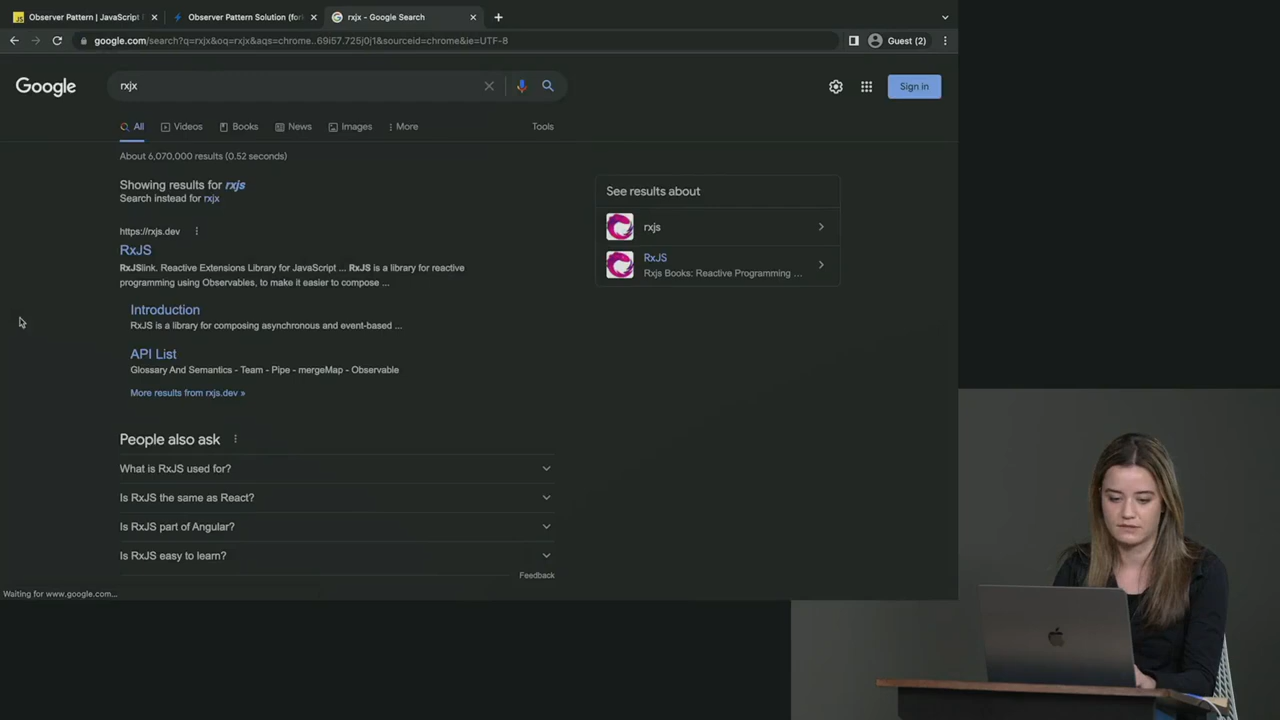 Observer Pattern | JavaScript
Observer Pattern Solution (for
rxjx - Google Search
google.com/search?q=rxjx&oq=rxjx&aqs=chrome..69i57.725j0j1&sourceid=chrome&ie=UTF-8
Guest (2)
Google
rxjx
Sign in
All
Videos
Books
News
Images
More
Tools
About 6,070,000 results (0.52 seconds)
Showing results for rxjs
Search instead for rxjx
https://rxjs.dev
RxJS
RxJSlink. Reactive Extensions Library for JavaScript ... RxJS is a library for reactive
programming using Observables, to make it easier to compose ...
Introduction
RxJS is a library for composing asynchronous and event-based ...
API List
Glossary And Semantics - Team - Pipe - mergeMap - Observable
More results from rxjs.dev »
People also ask
What is RxJS used for?
Is RxJS the same as React?
Is RxJS part of Angular?
Is RxJS easy to learn?
Feedback
See results about
rxjs
RxJS
Rxjs Books: Reactive Programming ...
Waiting for www.google.com...